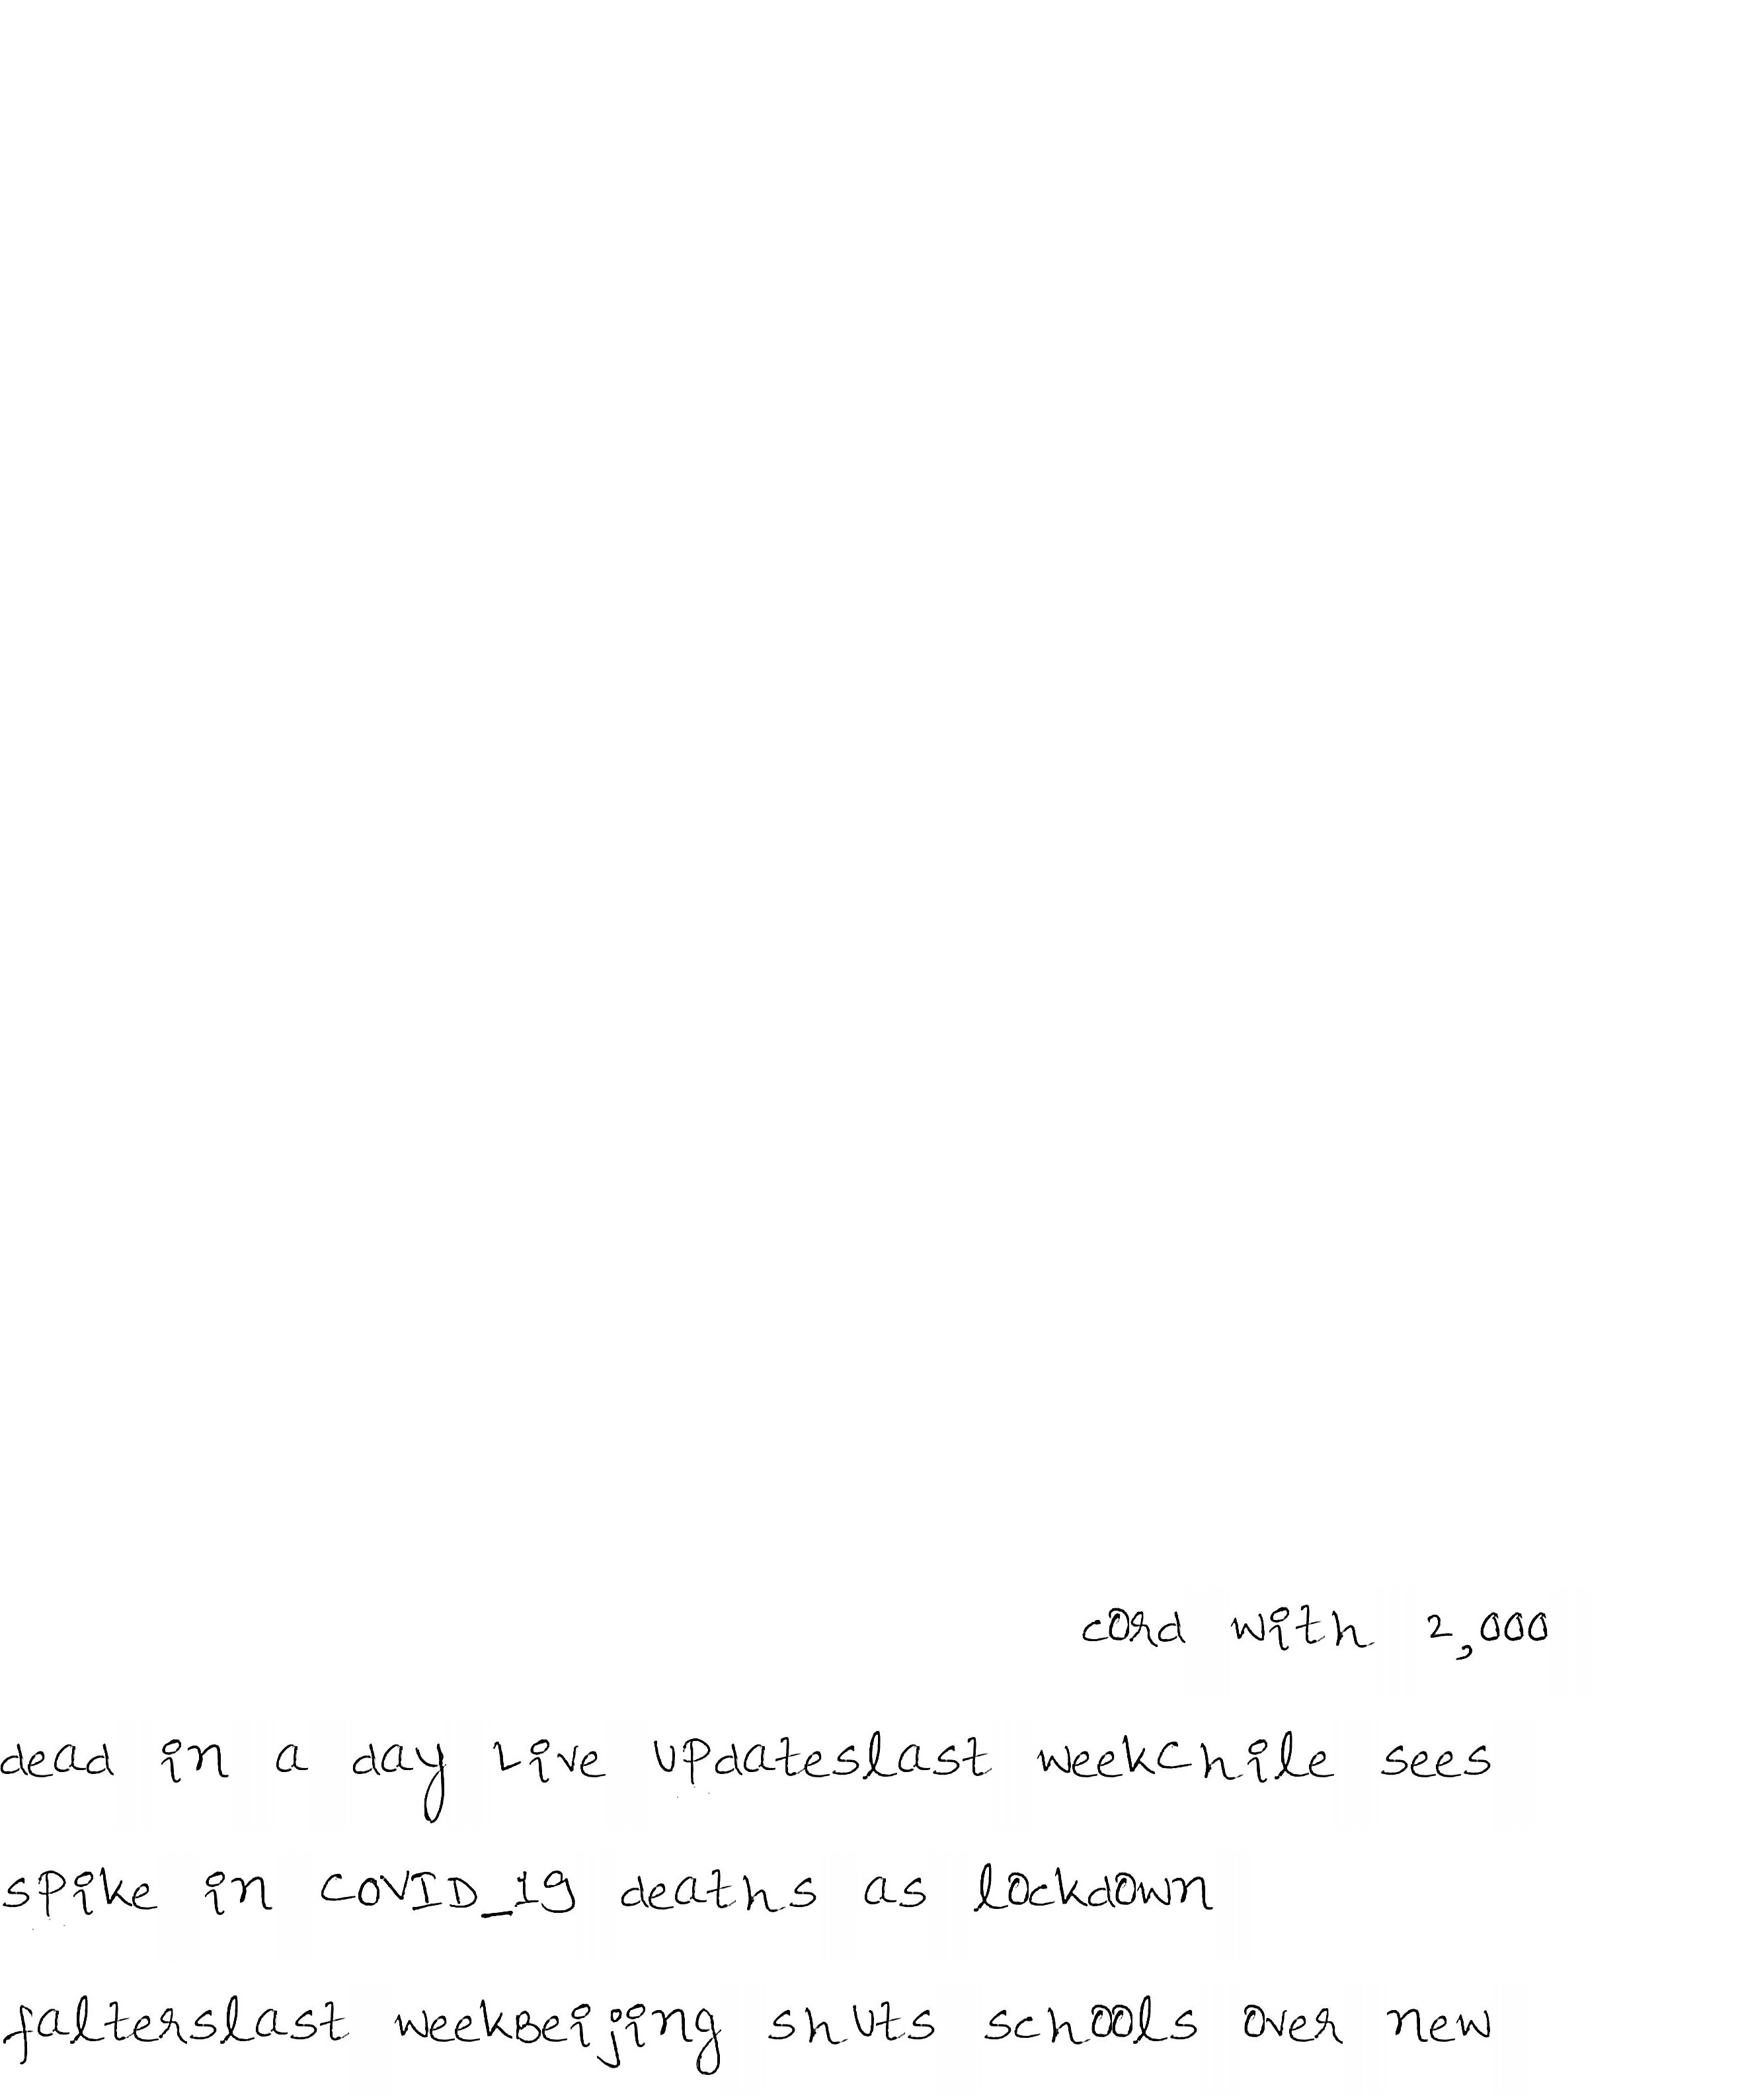 cord with 2,000
dead in a day Live updateslast weekChile sees
spike in COVID_19 deaths as lockdown
falterslast weekBeijing shuts schools over new